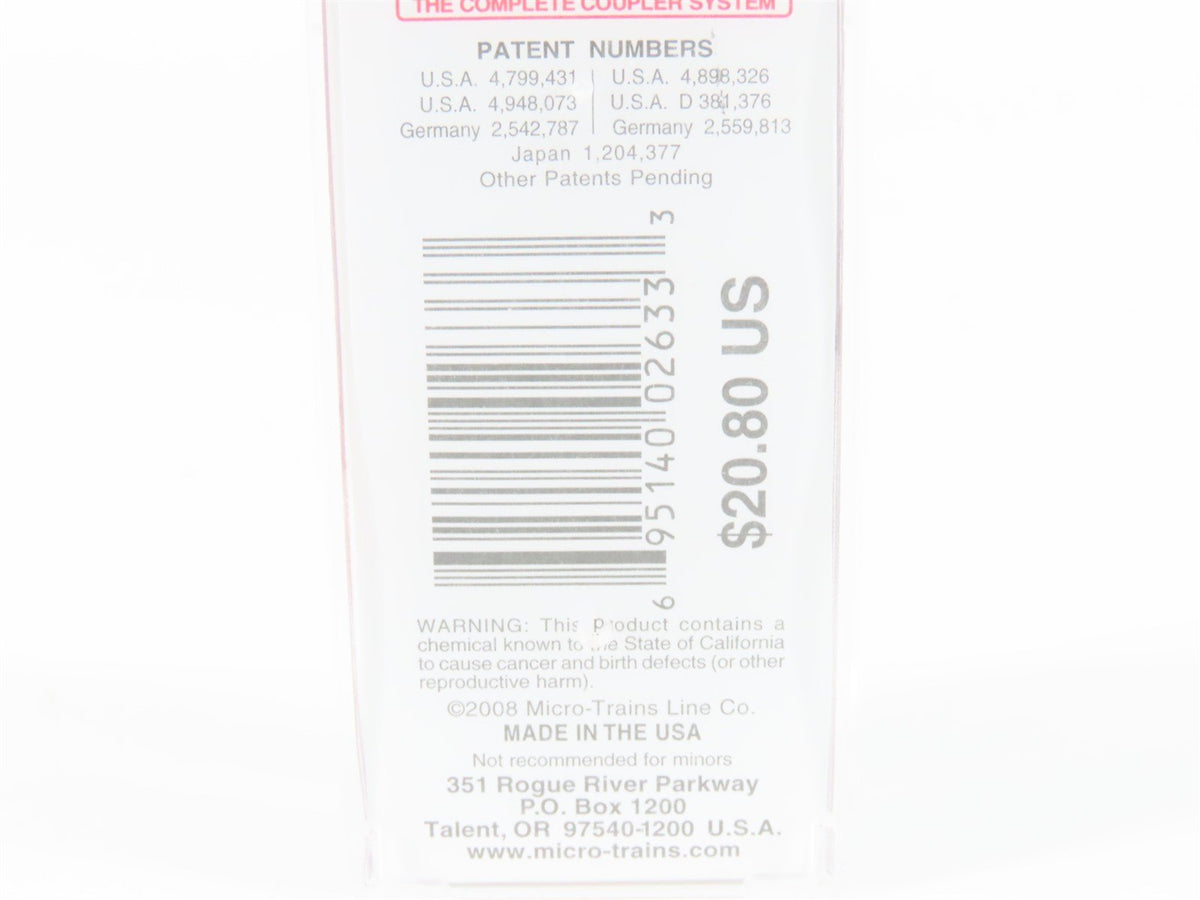 THE COMPLETE COUPLER SYSTEM
PATENT NUMBERS
U.S.A. 4,799,431 | U.S.A. 4,898,326
U.S.A. 4,948,073 | U.S.A. D 381,376
Germany 2,542,787 | Germany 2,559,813
Japan 1,204,377
Other Patents Pending
6 95140 02633 3
$20.80 US
WARNING: This Product contains a
chemical known to the State of California
to cause cancer and birth defects (or other
reproductive harm).
©2008 Micro-Trains Line Co.
MADE IN THE USA
Not recommended for minors
351 Rogue River Parkway
P.O. Box 1200
Talent, OR 97540-1200 U.S.A.
www.micro-trains.com